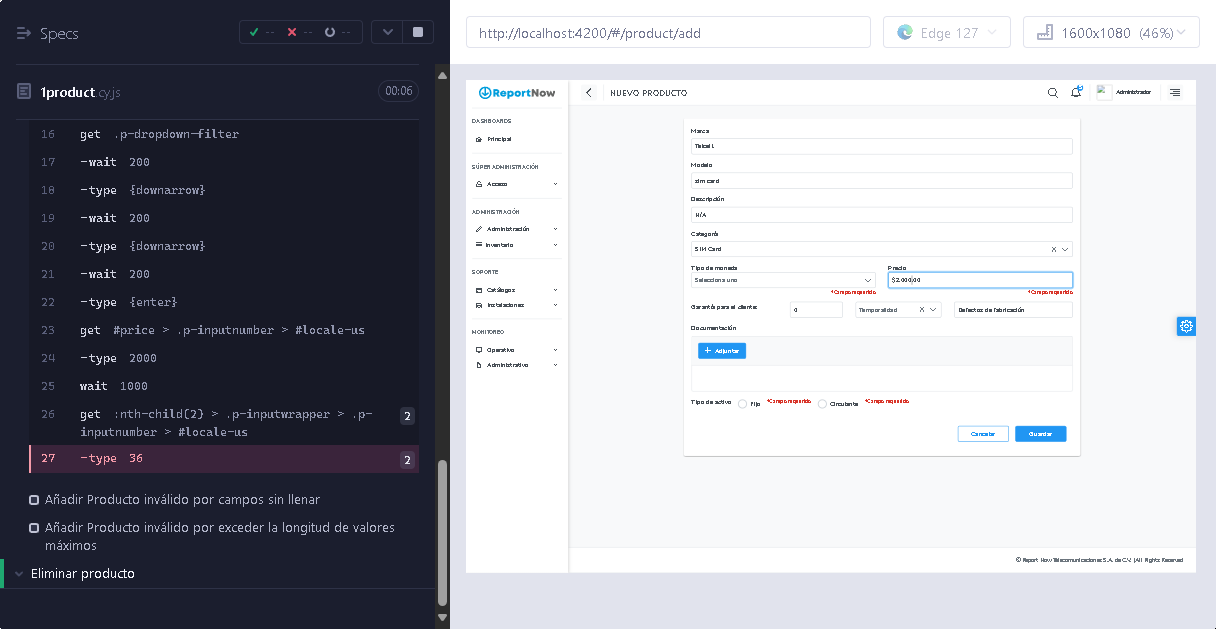 Specs
-- -- --
1product.cy.js
00:06
16 get .p-dropdown-filter
17 -wait 200
18 -type {downarrow}
19 -wait 200
20 -type {downarrow}
21 -wait 200
22 -type {enter}
23 get #price > .p-inputnumber > #locale-us
24 -type 2000
25 wait 1000
26 get :nth-child(2) > .p-inputwrapper > .p-
inputnumber > #locale-us 2
27 -type 36 2
Añadir Producto inválido por campos sin llenar
Añadir Producto inválido por exceder la longitud de valores
máximos
Eliminar producto
http://localhost:4200/#/product/add
Edge 127
1600x1080 (46%)
ReportNow
NUEVO PRODUCTO
Administrador
DASHBOARDS
Principal
SÚPER ADMINISTRACIÓN
Acceso
ADMINISTRACIÓN
Administración
Inventario
SOPORTE
Catálogos
Instalaciones
MONITOREO
Operativo
Administrativo
Marca
Telcel
Modelo
sim card
Descripción
N/A
Categoría
SIM Card
Tipo de moneda
Precio
Selecciona uno
$2,000.00
*Campo requerido
*Campo requerido
Garantía para el cliente:
0
Temporalidad
Defectos de fabricación
Documentación
+ Adjuntar
Tipo de activo
Fijo
*Campo requerido
Circulante
*Campo requerido
Cancelar
Guardar
© Report Now Telecomunicaciones S.A. de C.V. | All Rights Reserved